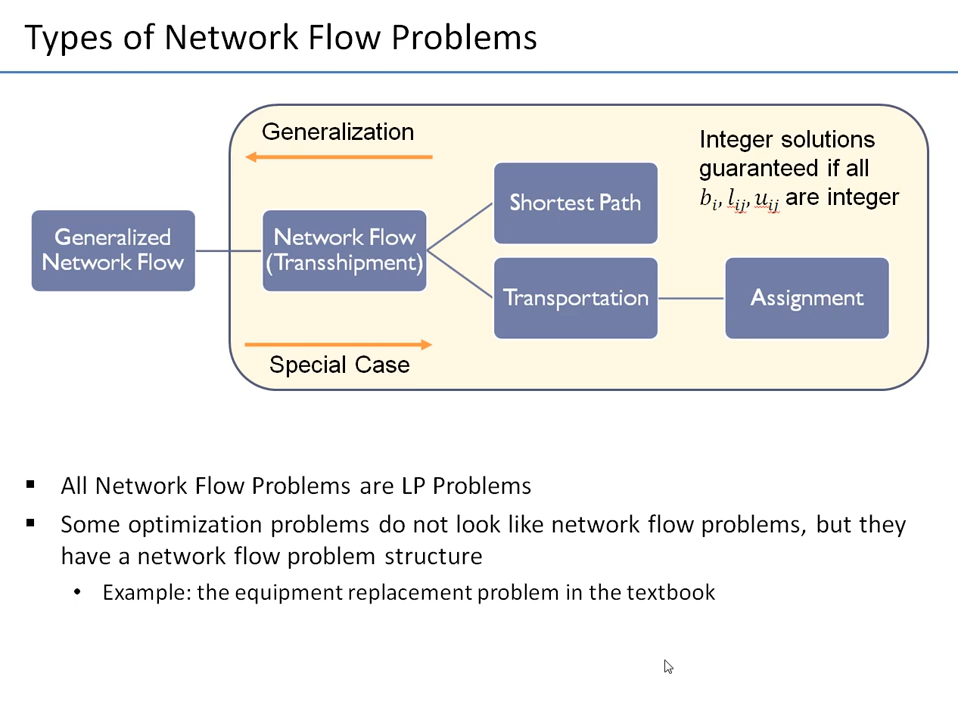 Types of Network Flow Problems
Generalization
Integer solutions
guaranteed if all
b_i, l_ij, u_ij are integer
Shortest Path
Generalized
Network Flow
Network Flow
(Transshipment)
Transportation
Assignment
Special Case
▪ All Network Flow Problems are LP Problems
▪ Some optimization problems do not look like network flow problems, but they
have a network flow problem structure
• Example: the equipment replacement problem in the textbook